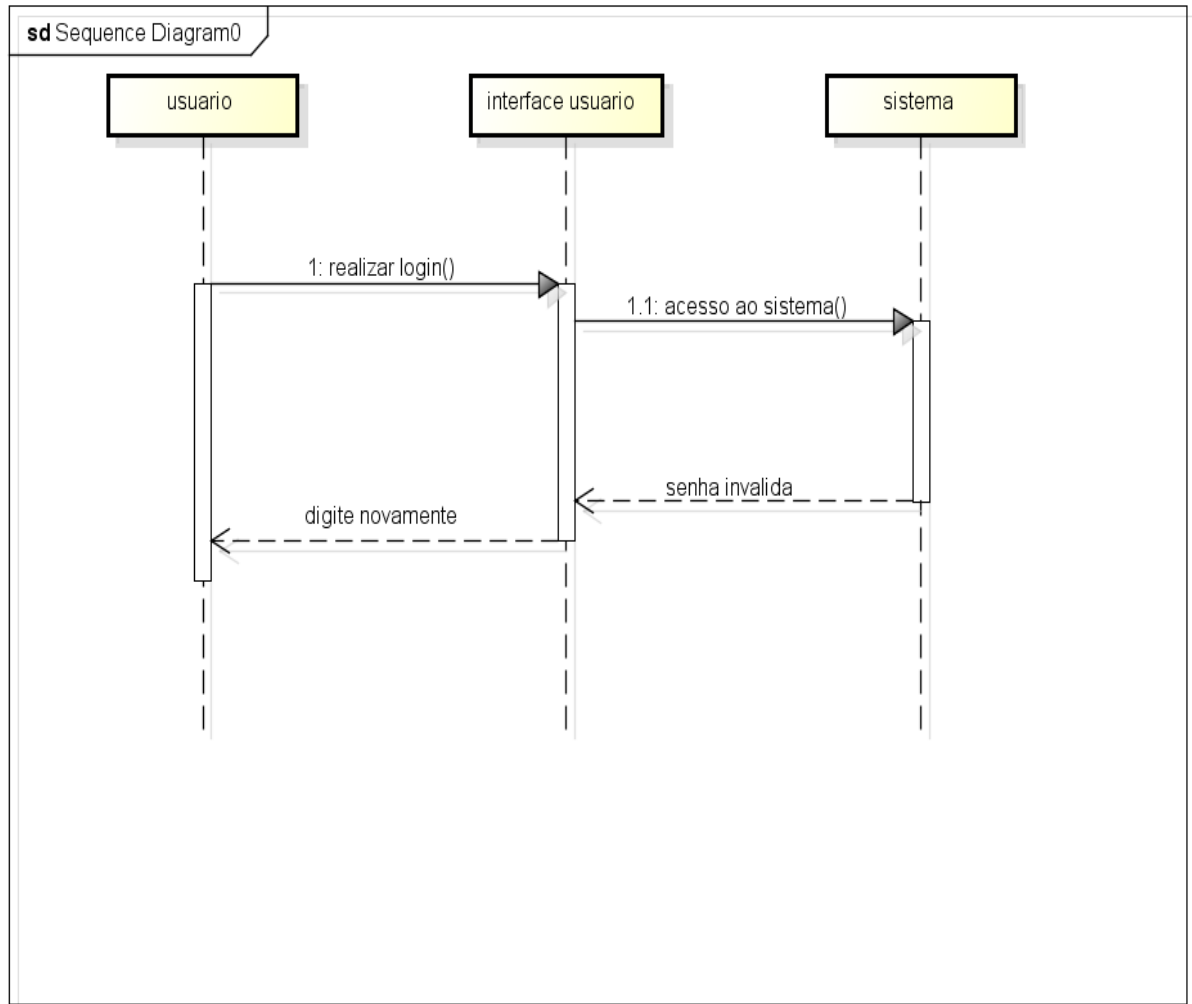 sd Sequence Diagram0
usuario
interface usuario
sistema
1: realizar login()
1.1: acesso ao sistema()
senha invalida
digite novamente